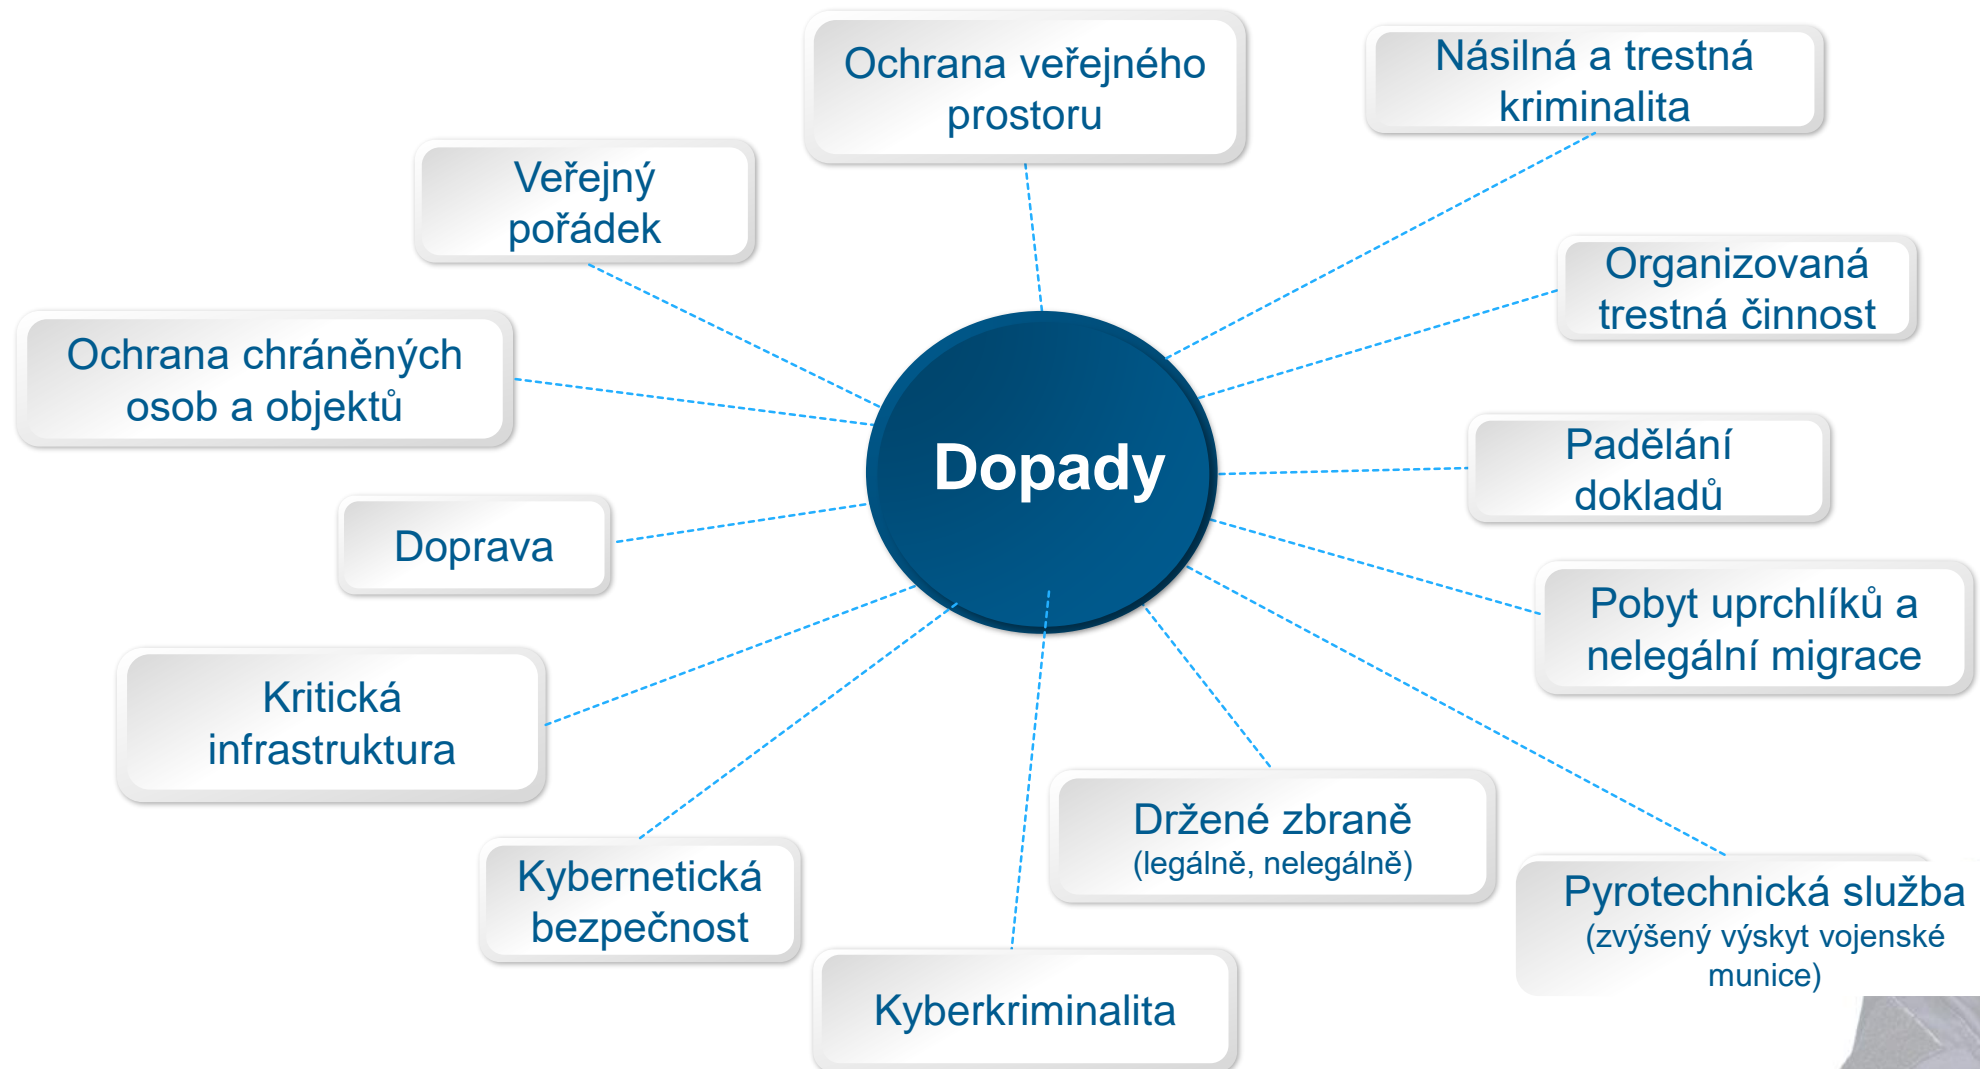 Ochrana veřejného
prostoru
Násilná a trestná
kriminalita
Veřejný
pořádek
Organizovaná
trestná činnost
Ochrana chráněných
osob a objektů
Dopady
Padělání
dokladů
Doprava
Pobyt uprchlíků a
nelegální migrace
Kritická
infrastruktura
Držené zbraně
(legálně, nelegálně)
Kybernetická
bezpečnost
Pyrotechnická služba
(zvýšený výskyt vojenské
munice)
Kyberkriminalita